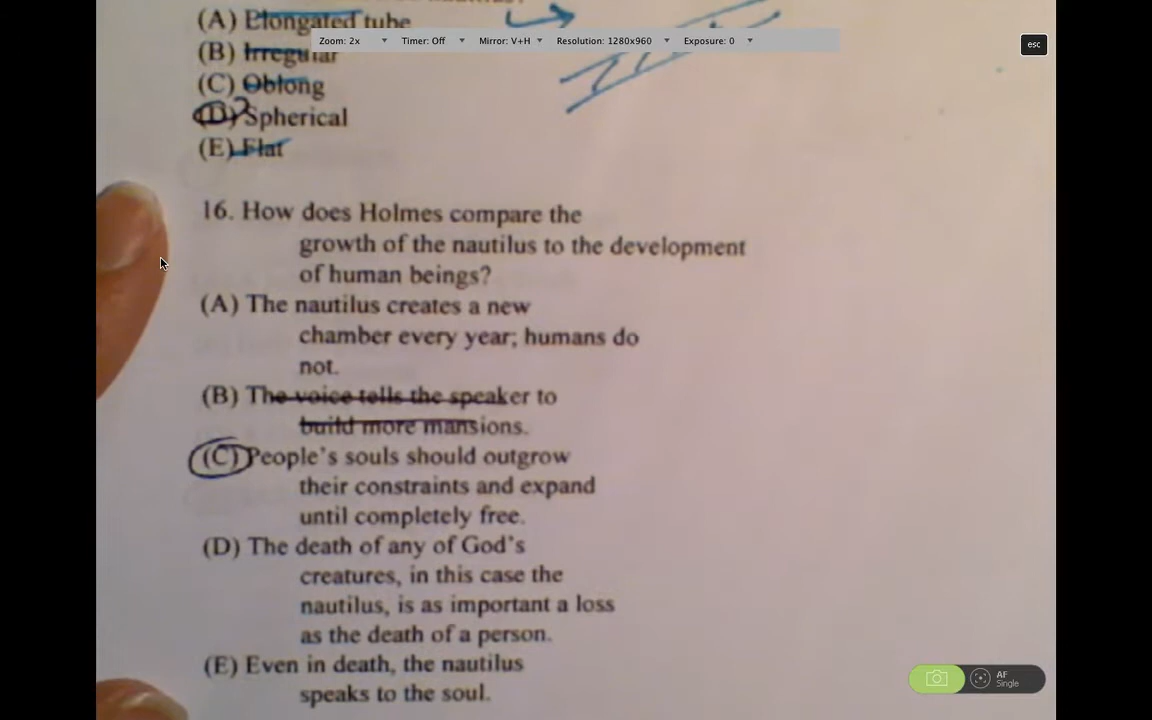 (A) Elongated tube
Zoom: 2x Timer: Off Mirror: V+H Resolution: 1280x960 Exposure: 0
esc
(B) Irregular
(C) Oblong
(D)? Spherical
(E) Flat
16. How does Holmes compare the
growth of the nautilus to the development
of human beings?
(A) The nautilus creates a new
chamber every year; humans do
not.
(B) The voice tells the speaker to
build more mansions.
(C) People's souls should outgrow
their constraints and expand
until completely free.
(D) The death of any of God's
creatures, in this case the
nautilus, is as important a loss
as the death of a person.
(E) Even in death, the nautilus
speaks to the soul.
AF
Single